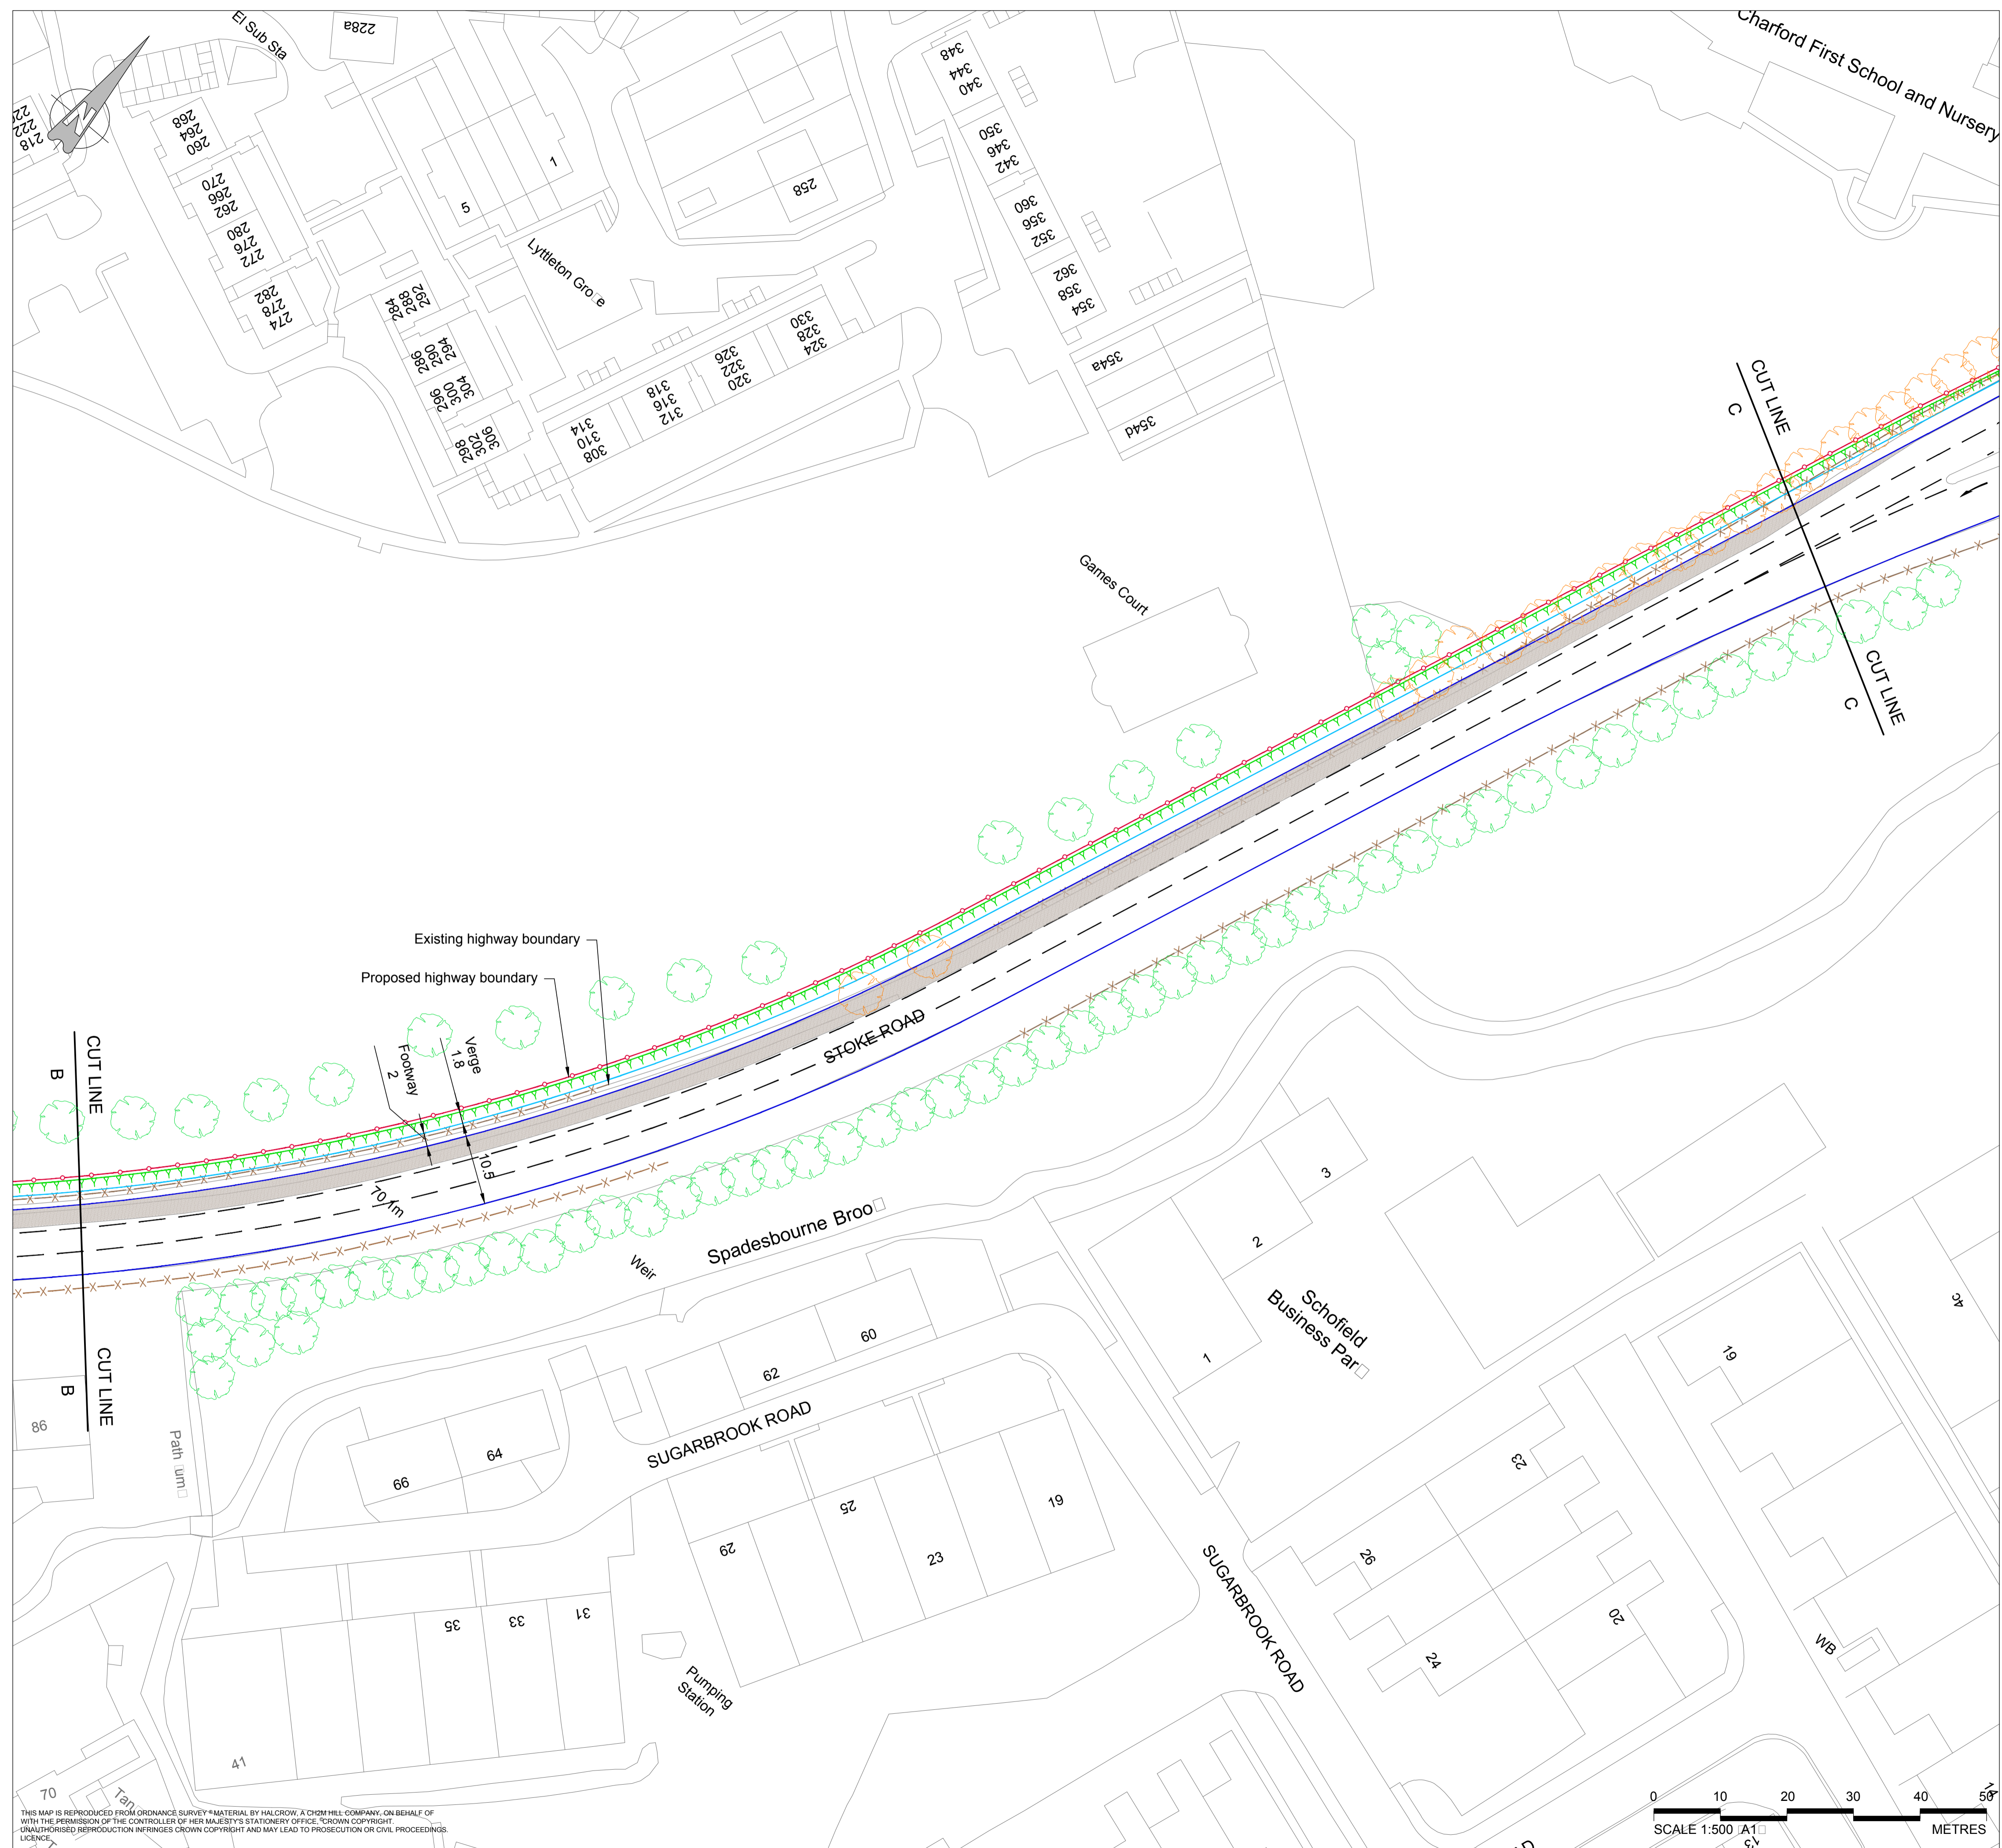 El Sub Sta
228a
218
222
268
264
260
270
266
262
280
276
272
282
278
274
1
5
Lyttleton Gro□e
258
348
344
340
350
346
342
360
356
352
362
358
354
354a
354d
284
288
292
286
290
294
296
300
304
298
302
306
314
310
308
318
316
312
326
322
320
330
328
324
Charford First School and Nursery
Games Court
CUT LINE
C
CUT LINE
C
Existing highway boundary
Proposed highway boundary
STOKE ROAD
Footway
2
Verge
1.8
10.5
70.1m
CUT LINE
B
CUT LINE
B
Weir
Spadesbourne Broo□
3
2
1
Schofield
Business Par□
60
62
64
66
SUGARBROOK ROAD
86
Path □um□
29
25
23
19
35
33
31
41
70
Tan
Pumping
Station
SUGARBROOK ROAD
26
24
23
20
19
4c
WB
14
13
THIS MAP IS REPRODUCED FROM ORDNANCE SURVEY ® MATERIAL BY HALCROW, A CH2M HILL COMPANY, ON BEHALF OF
WITH THE PERMISSION OF THE CONTROLLER OF HER MAJESTY'S STATIONERY OFFICE, ©CROWN COPYRIGHT.
UNAUTHORISED REPRODUCTION INFRINGES CROWN COPYRIGHT AND MAY LEAD TO PROSECUTION OR CIVIL PROCEEDINGS.
LICENCE.
0 10 20 30 40 50
SCALE 1:500 □A1□ METRES